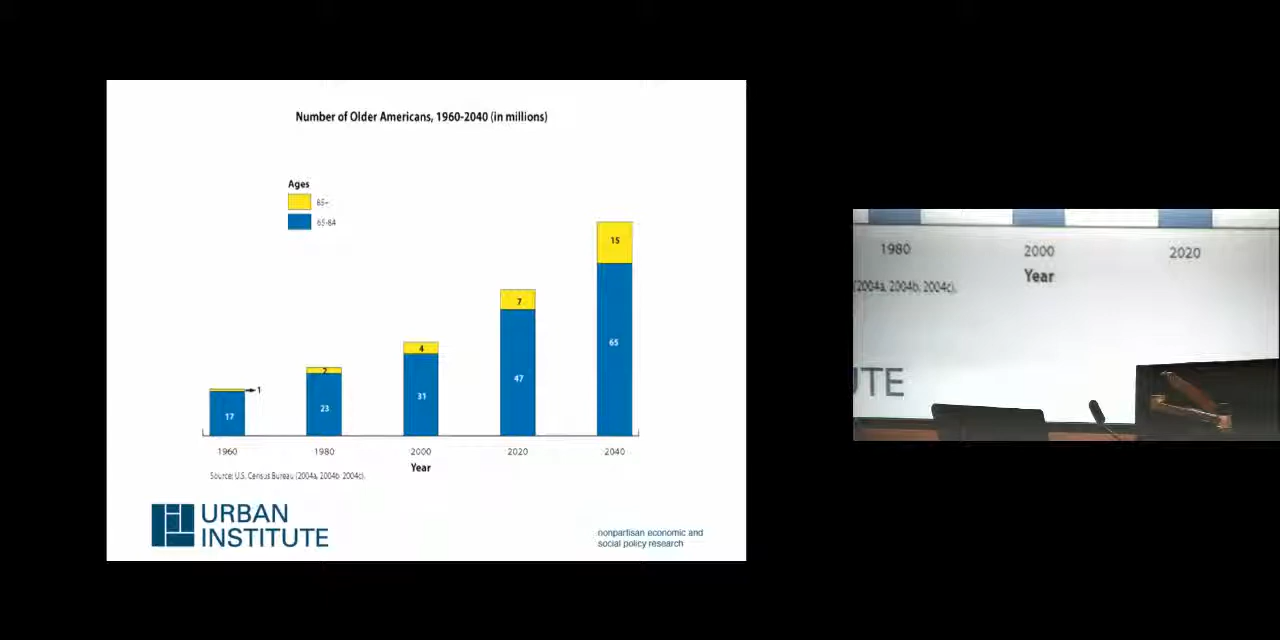 Number of Older Americans, 1960-2040 (in millions)
Ages
85+
65-84
15
7
65
4
2
47
1
31
23
17
1960 1980 2000 2020 2040
Year
Source: U.S. Census Bureau (2004a, 2004b, 2004c).
URBAN
INSTITUTE
nonpartisan economic and
social policy research
1980 2000 2020
Year
(2004a, 2004b, 2004c).
UTE